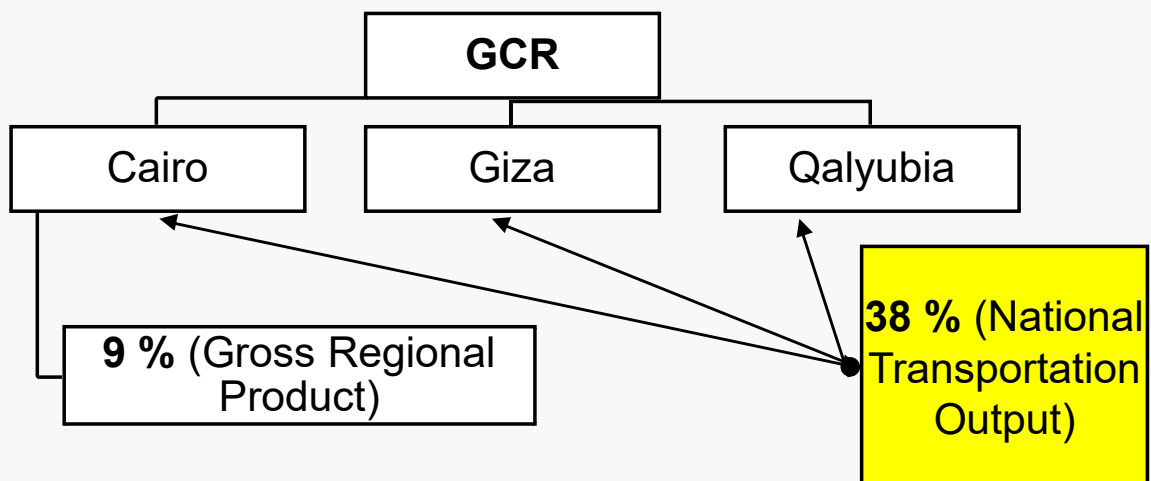 GCR
Cairo
Giza
Qalyubia
9 % (Gross Regional
Product)
38 % (National
Transportation
Output)